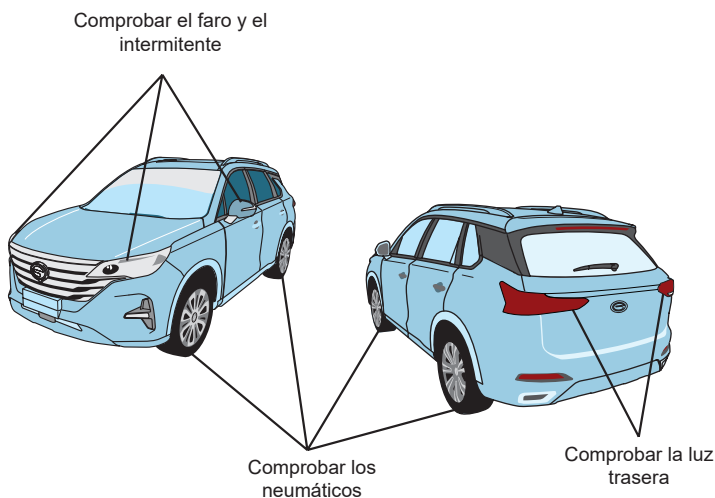 Comprobar el faro y el
intermitente
Comprobar los
neumáticos
Comprobar la luz
trasera